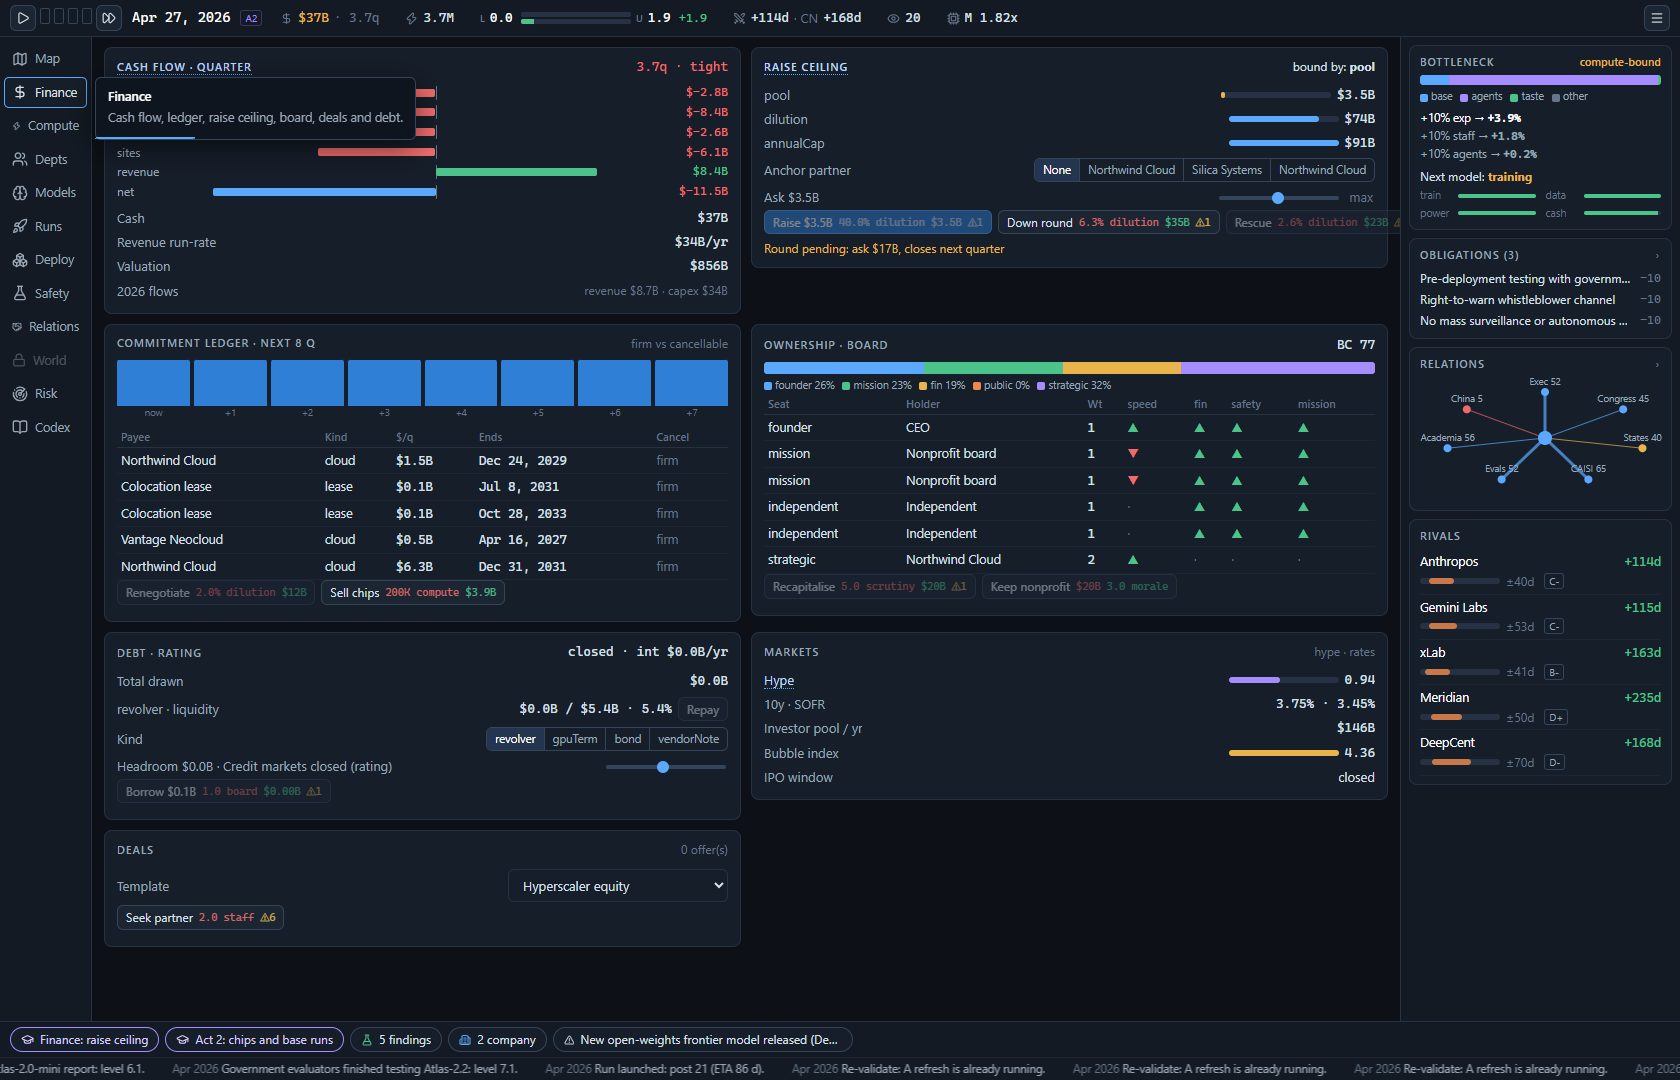 Apr 27, 2026 A2 $ $37B · 3.7q 3.7M L 0.0 U 1.9 +1.9 +114d · CN +168d 20 M 1.82x
Map
Finance
Compute
Depts
Models
Runs
Deploy
Safety
Relations
World
Risk
Codex
CASH FLOW · QUARTER 3.7q · tight
Finance
Cash flow, ledger, raise ceiling, board, deals and debt.
$-2.8B
$-8.4B
$-2.6B
sites $-6.1B
revenue $8.4B
net $-11.5B
Cash $37B
Revenue run-rate $34B/yr
Valuation $856B
2026 flows revenue $8.7B · capex $34B
RAISE CEILING bound by: pool
pool $3.5B
dilution $74B
annualCap $91B
Anchor partner None Northwind Cloud Silica Systems Northwind Cloud
Ask $3.5B max
Raise $3.5B 40.0% dilution $3.5B ⚠1 Down round 6.3% dilution $35B ⚠1 Rescue 2.6% dilution $23B
Round pending: ask $17B, closes next quarter
COMMITMENT LEDGER · NEXT 8 Q firm vs cancellable
now +1 +2 +3 +4 +5 +6 +7
Payee Kind $/q Ends Cancel
Northwind Cloud cloud $1.5B Dec 24, 2029 firm
Colocation lease lease $0.1B Jul 8, 2031 firm
Colocation lease lease $0.1B Oct 28, 2033 firm
Vantage Neocloud cloud $0.5B Apr 16, 2027 firm
Northwind Cloud cloud $6.3B Dec 31, 2031 firm
Renegotiate 2.0% dilution $12B Sell chips 200K compute $3.9B
OWNERSHIP · BOARD BC 77
founder 26% mission 23% fin 19% public 0% strategic 32%
Seat Holder Wt speed fin safety mission
founder CEO 1 ▲ ▲ ▲ ▲
mission Nonprofit board 1 ▼ ▲ ▲ ▲
mission Nonprofit board 1 ▼ ▲ ▲ ▲
independent Independent 1 · ▲ ▲ ▲
independent Independent 1 · ▲ ▲ ▲
strategic Northwind Cloud 2 ▲ · · ·
Recapitalise 5.0 scrutiny $20B ⚠1 Keep nonprofit $20B 3.0 morale
DEBT · RATING closed · int $0.0B/yr
Total drawn $0.0B
revolver · liquidity $0.0B / $5.4B · 5.4% Repay
Kind revolver gpuTerm bond vendorNote
Headroom $0.0B · Credit markets closed (rating)
Borrow $0.1B 1.0 board $0.00B ⚠1
MARKETS hype · rates
Hype 0.94
10y · SOFR 3.75% · 3.45%
Investor pool / yr $146B
Bubble index 4.36
IPO window closed
DEALS 0 offer(s)
Template Hyperscaler equity
Seek partner 2.0 staff ⚠6
BOTTLENECK compute-bound
base agents taste other
+10% exp → +3.9%
+10% staff → +1.8%
+10% agents → +0.2%
Next model: training
train data
power cash
OBLIGATIONS (3) ›
Pre-deployment testing with governm... −10
Right-to-warn whistleblower channel −10
No mass surveillance or autonomous ... −10
RELATIONS ›
Exec 52
China 5 Congress 45
Academia 56 States 40
Evals 52 CAISI 65
RIVALS
Anthropos +114d
±40d C-
Gemini Labs +115d
±53d C-
xLab +163d
±41d B-
Meridian +235d
±50d D+
DeepCent +168d
±70d D-
Finance: raise ceiling Act 2: chips and base runs 5 findings 2 company New open-weights frontier model released (De...
las-2.0-mini report: level 6.1. Apr 2026 Government evaluators finished testing Atlas-2.2: level 7.1. Apr 2026 Run launched: post 21 (ETA 86 d). Apr 2026 Re-validate: A refresh is already running. Apr 2026 Re-validate: A refresh is already running. Apr 2026 Re-validate: A refresh is already running. Apr 202